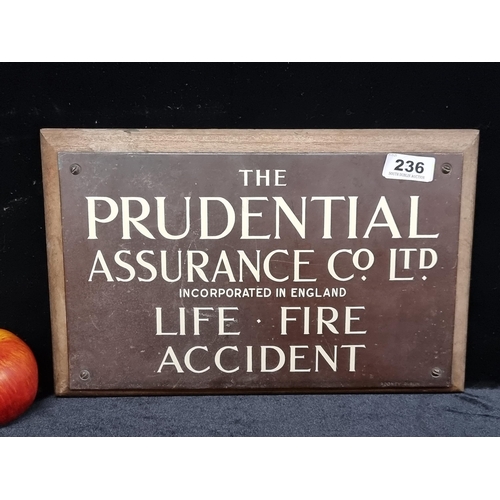 236
THE
PRUDENTIAL
ASSURANCE CO. LTD.
INCORPORATED IN ENGLAND
LIFE · FIRE
ACCIDENT